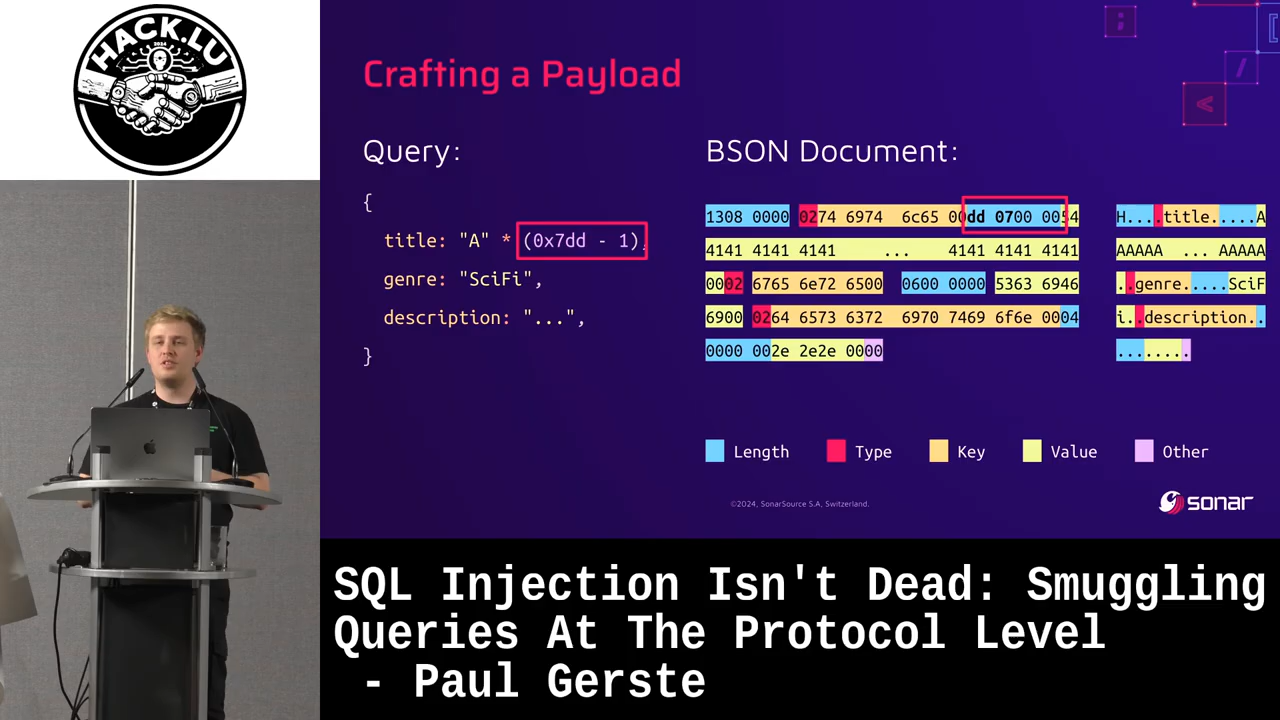 HACK.LU
2024
Crafting a Payload
Query:
{
title: "A" * (0x7dd - 1),
genre: "SciFi",
description: "...",
}
BSON Document:
1308 0000 0274 6974 6c65 00dd 0700 0054
4141 4141 4141 ... 4141 4141 4141
0002 6765 6e72 6500 0600 0000 5363 6946
6900 0264 6573 6372 6970 7469 6f6e 0004
0000 002e 2e2e 0000
H....title.....A
AAAAA ... AAAAA
..genre.....SciF
i..description..
........
Length Type Key Value Other
©2024, SonarSource S.A, Switzerland.
sonar
;
/
<
[
SQL Injection Isn't Dead: Smuggling
Queries At The Protocol Level
- Paul Gerste